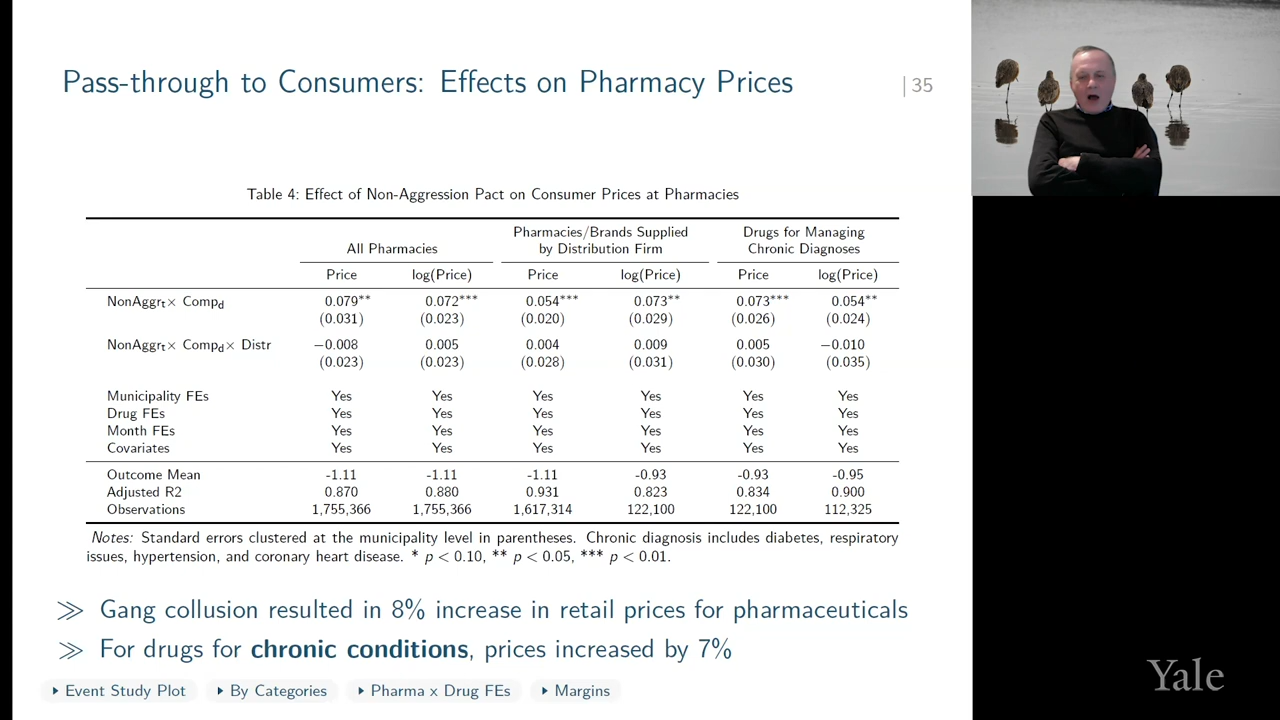 Pass-through to Consumers: Effects on Pharmacy Prices
| 35
Table 4: Effect of Non-Aggression Pact on Consumer Prices at Pharmacies
All Pharmacies
Pharmacies/Brands Supplied
by Distribution Firm
Drugs for Managing
Chronic Diagnoses
Price log(Price) Price log(Price) Price log(Price)
NonAggrt× Compd 0.079** 0.072*** 0.054*** 0.073** 0.073*** 0.054**
(0.031) (0.023) (0.020) (0.029) (0.026) (0.024)
NonAggrt× Compd× Distr −0.008 0.005 0.004 0.009 0.005 −0.010
(0.023) (0.023) (0.028) (0.031) (0.030) (0.035)
Municipality FEs Yes Yes Yes Yes Yes Yes
Drug FEs Yes Yes Yes Yes Yes Yes
Month FEs Yes Yes Yes Yes Yes Yes
Covariates Yes Yes Yes Yes Yes Yes
Outcome Mean -1.11 -1.11 -1.11 -0.93 -0.93 -0.95
Adjusted R2 0.870 0.880 0.931 0.823 0.834 0.900
Observations 1,755,366 1,755,366 1,617,314 122,100 122,100 112,325
Notes: Standard errors clustered at the municipality level in parentheses. Chronic diagnosis includes diabetes, respiratory
issues, hypertension, and coronary heart disease. * p < 0.10, ** p < 0.05, *** p < 0.01.
≫ Gang collusion resulted in 8% increase in retail prices for pharmaceuticals
≫ For drugs for chronic conditions, prices increased by 7%
Event Study Plot By Categories Pharma x Drug FEs Margins
Yale